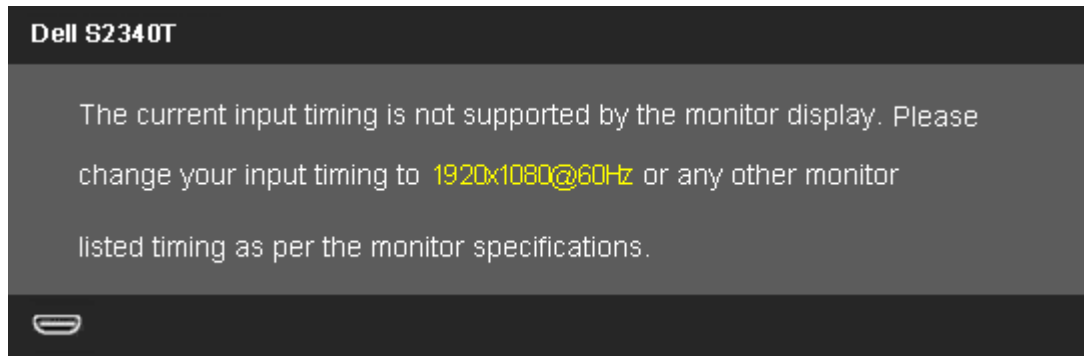 Dell S2340T
The current input timing is not supported by the monitor display. Please
change your input timing to 1920x1080@60Hz or any other monitor
listed timing as per the monitor specifications.